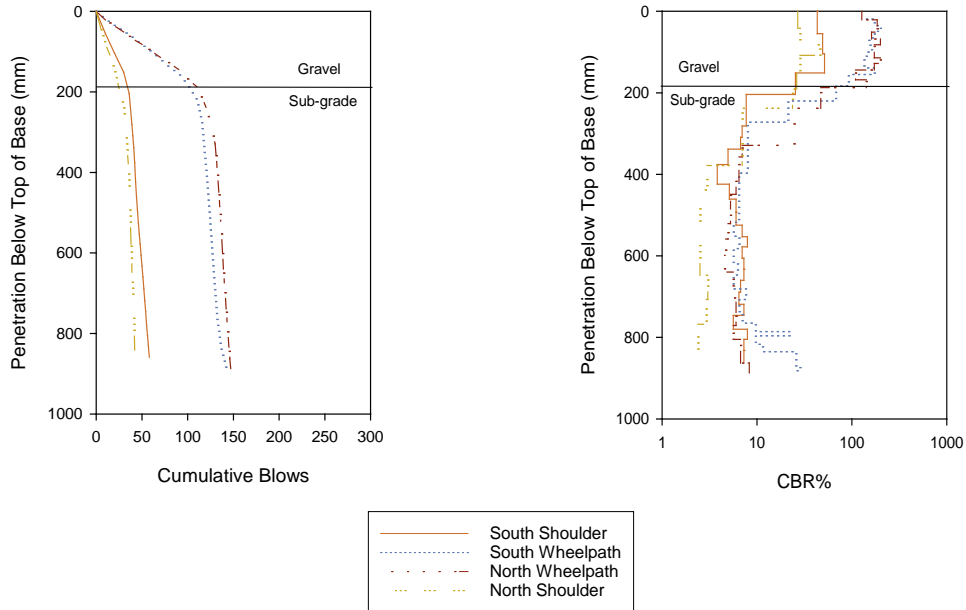 Penetration Below Top of Base (mm)
0
200
400
600
800
1000
Gravel
Sub-grade
0 50 100 150 200 250 300
Cumulative Blows
Penetration Below Top of Base (mm)
0
200
400
600
800
1000
Gravel
Sub-grade
1 10 100 1000
CBR%
South Shoulder
South Wheelpath
North Wheelpath
North Shoulder